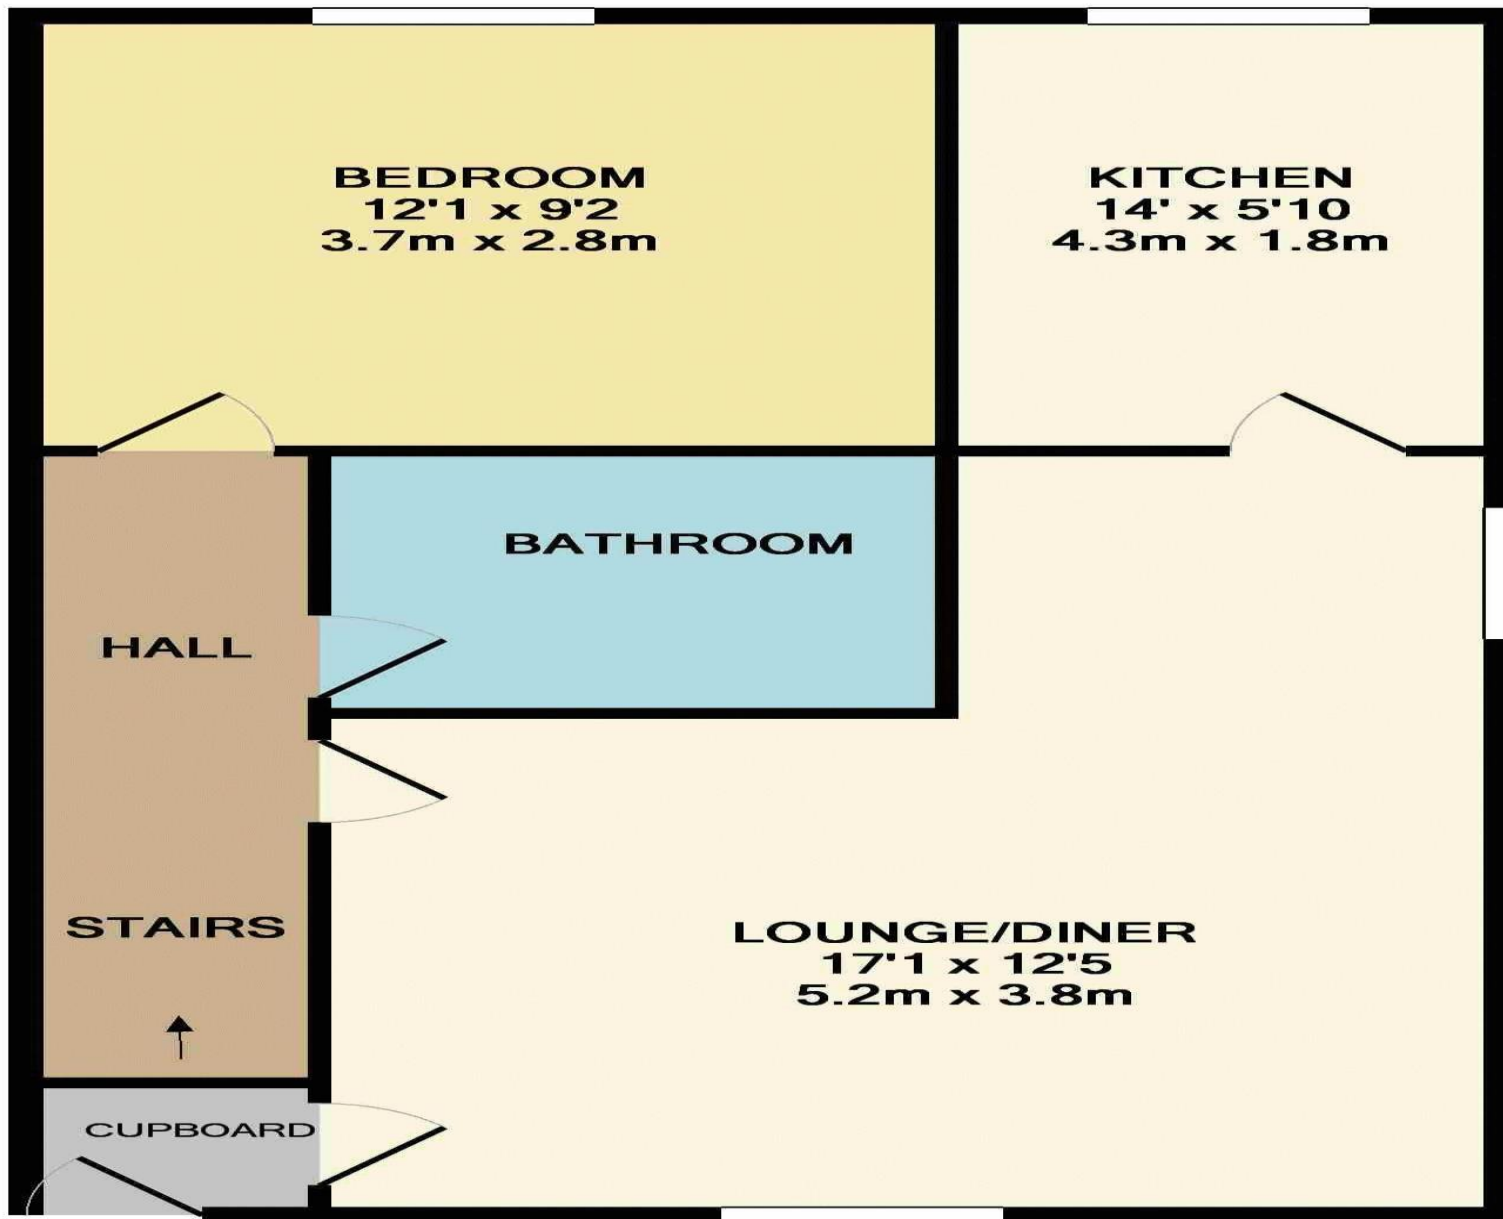 BEDROOM
12'1 x 9'2
3.7m x 2.8m
KITCHEN
14' x 5'10
4.3m x 1.8m
BATHROOM
HALL
STAIRS
LOUNGE/DINER
17'1 x 12'5
5.2m x 3.8m
CUPBOARD